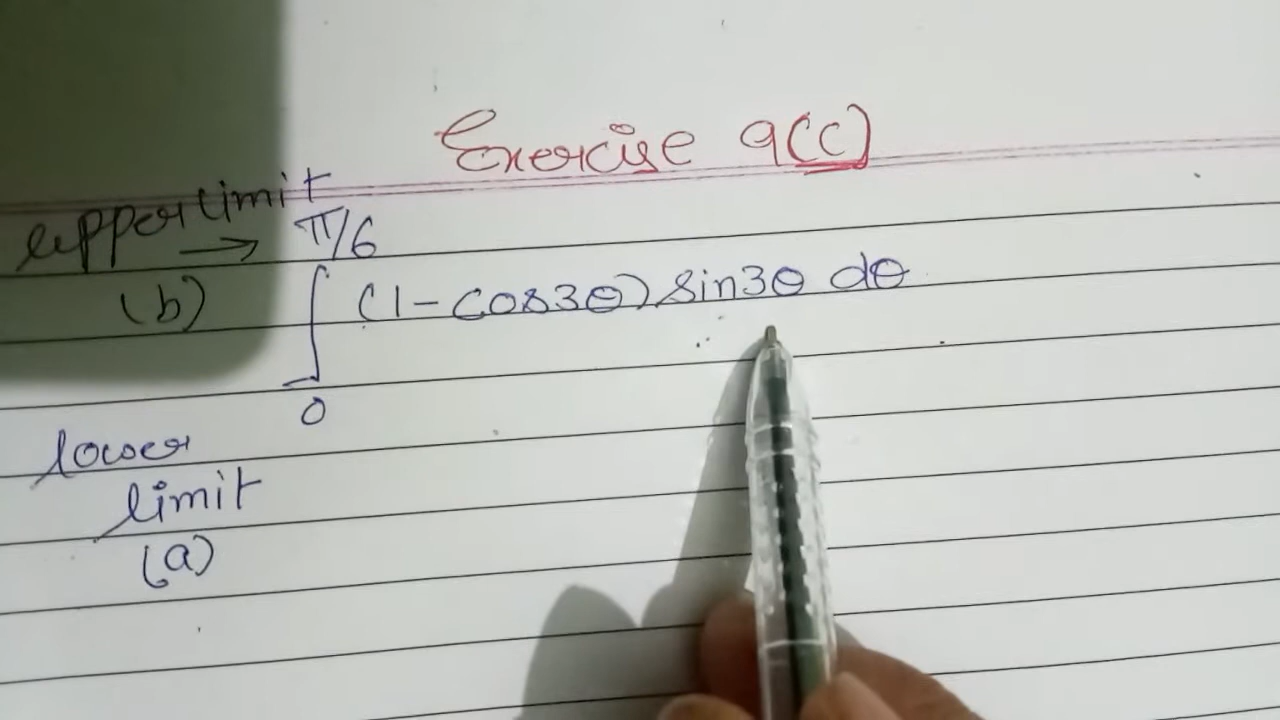 Exercise 9(C)
upper limit → π/6
(b) ∫ (1 - cos3θ) sin3θ dθ
0
lower
limit
(a)